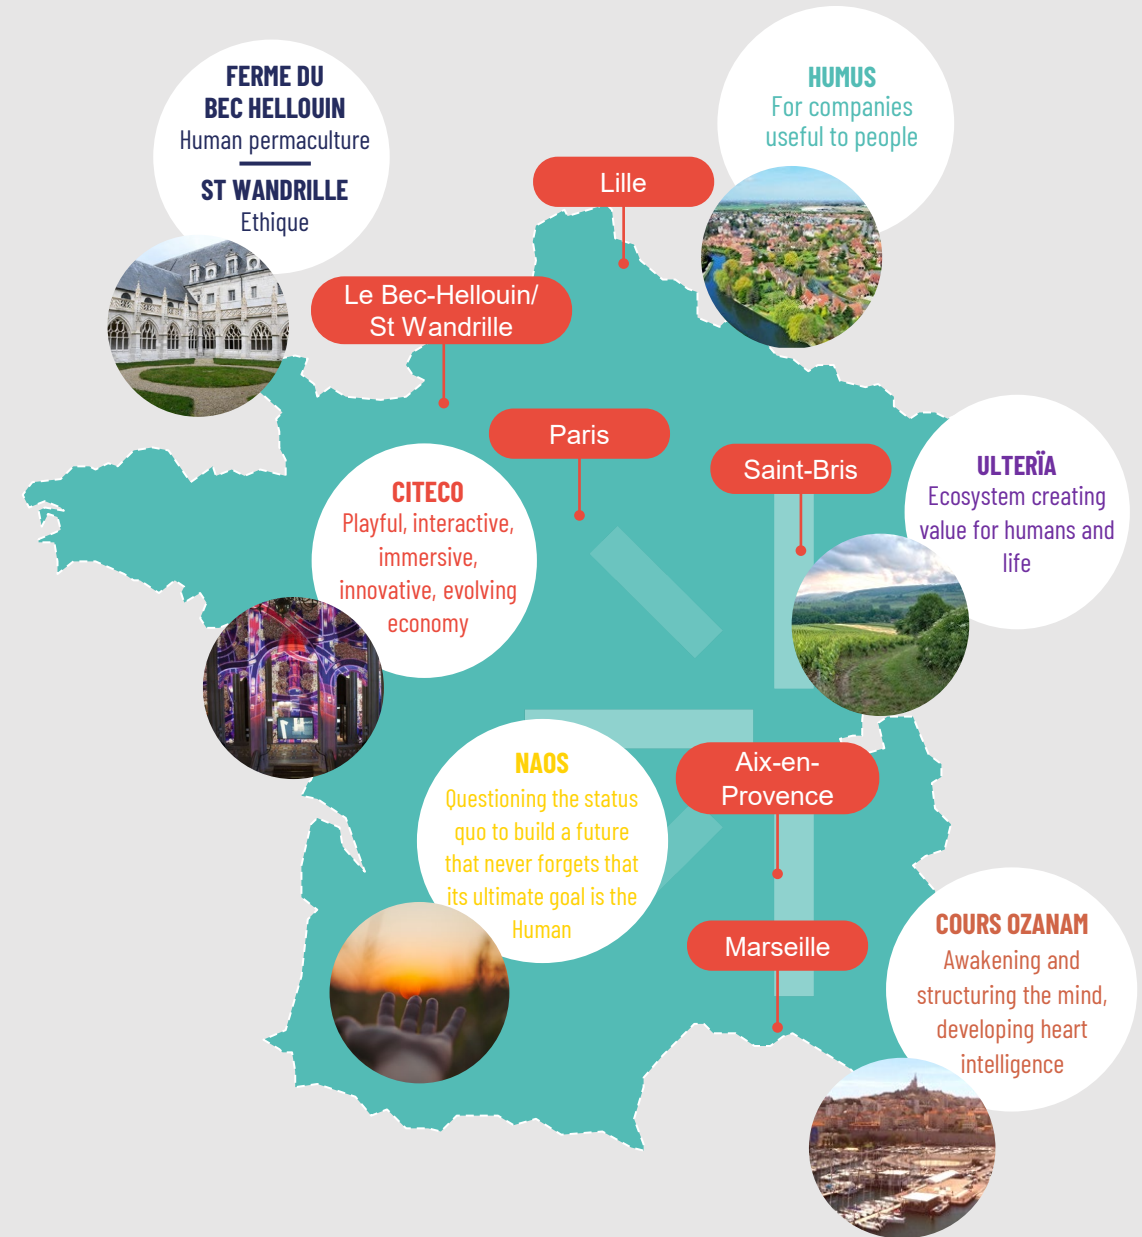 FERME DU
BEC HELLOUIN
Human permaculture
ST WANDRILLE
Ethique
HUMUS
For companies
useful to people
Lille
Le Bec-Hellouin/
St Wandrille
Paris
Saint-Bris
CITECO
Playful, interactive,
immersive,
innovative, evolving
economy
ULTERÏA
Ecosystem creating
value for humans and
life
NAOS
Questioning the status
quo to build a future
that never forgets that
its ultimate goal is the
Human
Aix-en-
Provence
Marseille
COURS OZANAM
Awakening and
structuring the mind,
developing heart
intelligence